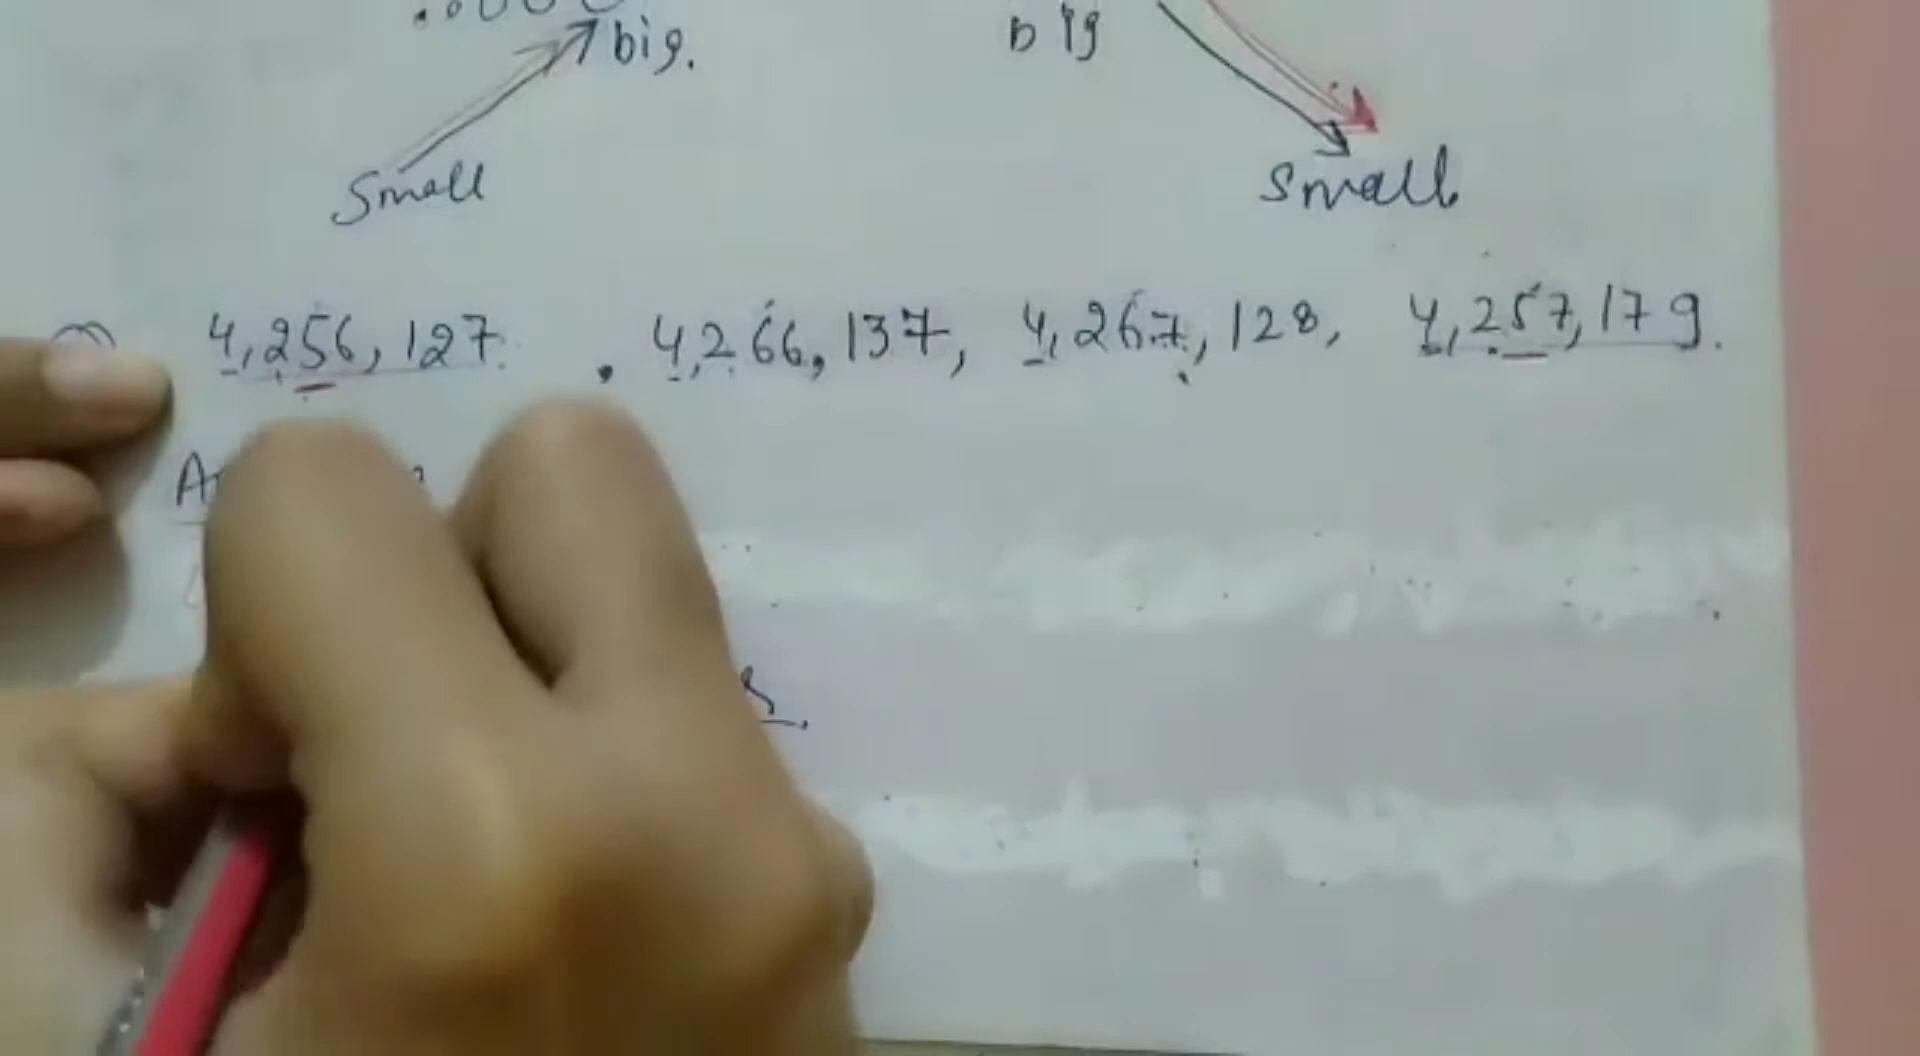 big. big
Small Small
4,256,127. , 4,266,137, 4,267,128, 4,257,179.